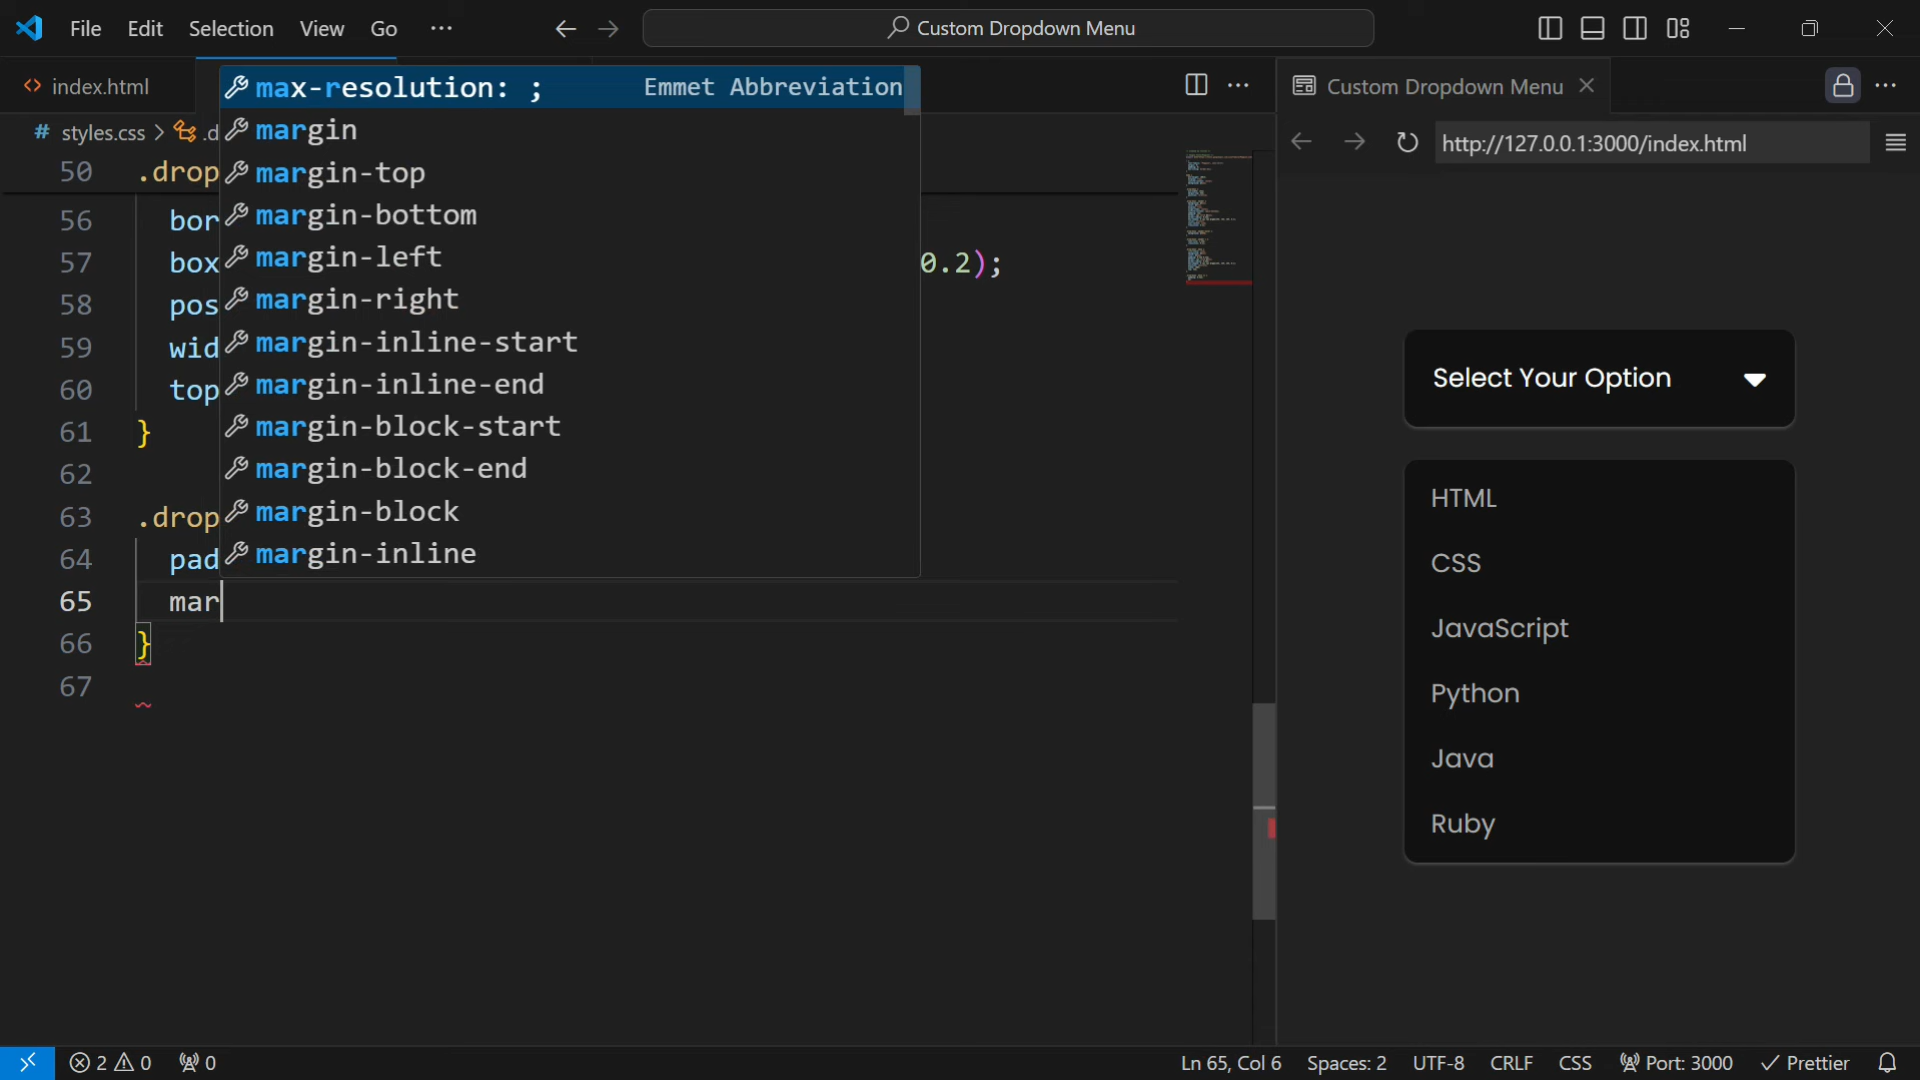 File Edit Selection View Go ··· Custom Dropdown Menu
index.html
Custom Dropdown Menu
# styles.css > .d
http://127.0.0.1:3000/index.html
max-resolution: ; Emmet Abbreviation
margin
margin-top
margin-bottom
margin-left
margin-right
margin-inline-start
margin-inline-end
margin-block-start
margin-block-end
margin-block
margin-inline
50 .drop
56 bor
57 box 0.2);
58 pos
59 wid
60 top
61 }
62
63 .drop
64 pad
65 mar
66 }
67
Select Your Option
HTML
CSS
JavaScript
Python
Java
Ruby
2 0 0 Ln 65, Col 6 Spaces: 2 UTF-8 CRLF CSS Port: 3000 Prettier